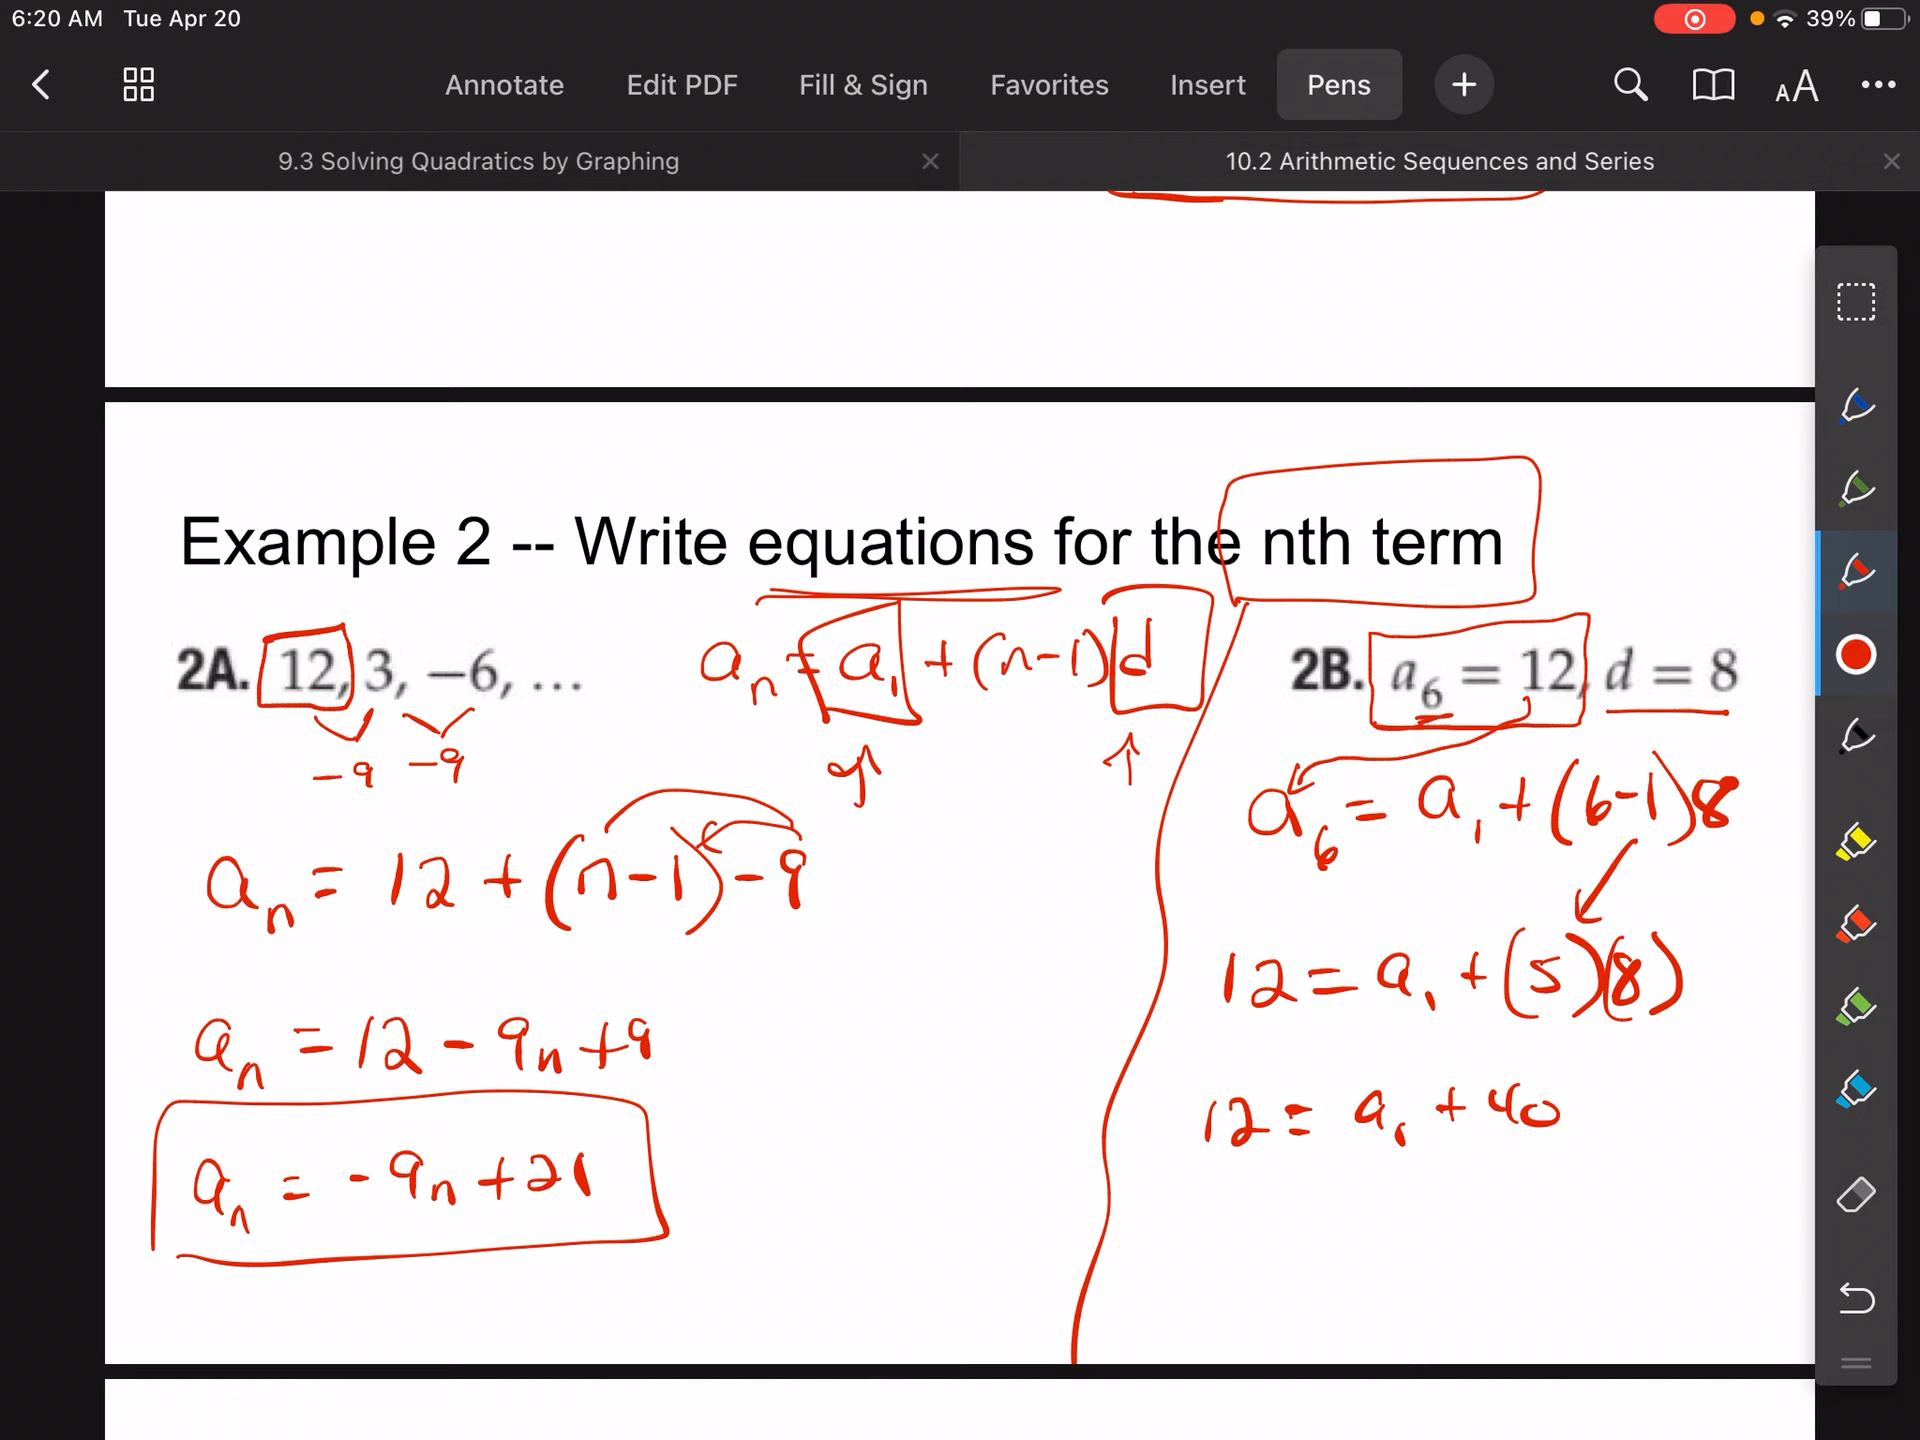 6:20 AM Tue Apr 20
39%
Annotate Edit PDF Fill & Sign Favorites Insert Pens
AA
9.3 Solving Quadratics by Graphing
10.2 Arithmetic Sequences and Series
Example 2 -- Write equations for the nth term
2A. 12, 3, −6, ...
-9 -9
aₙ = a₁ + (n-1)d
aₙ = 12 + (n-1)-9
aₙ = 12 - 9n + 9
aₙ = -9n + 21
2B. a₆ = 12, d = 8
a₆ = a₁ + (6-1)8
12 = a₁ + (5)(8)
12 = a₁ + 40